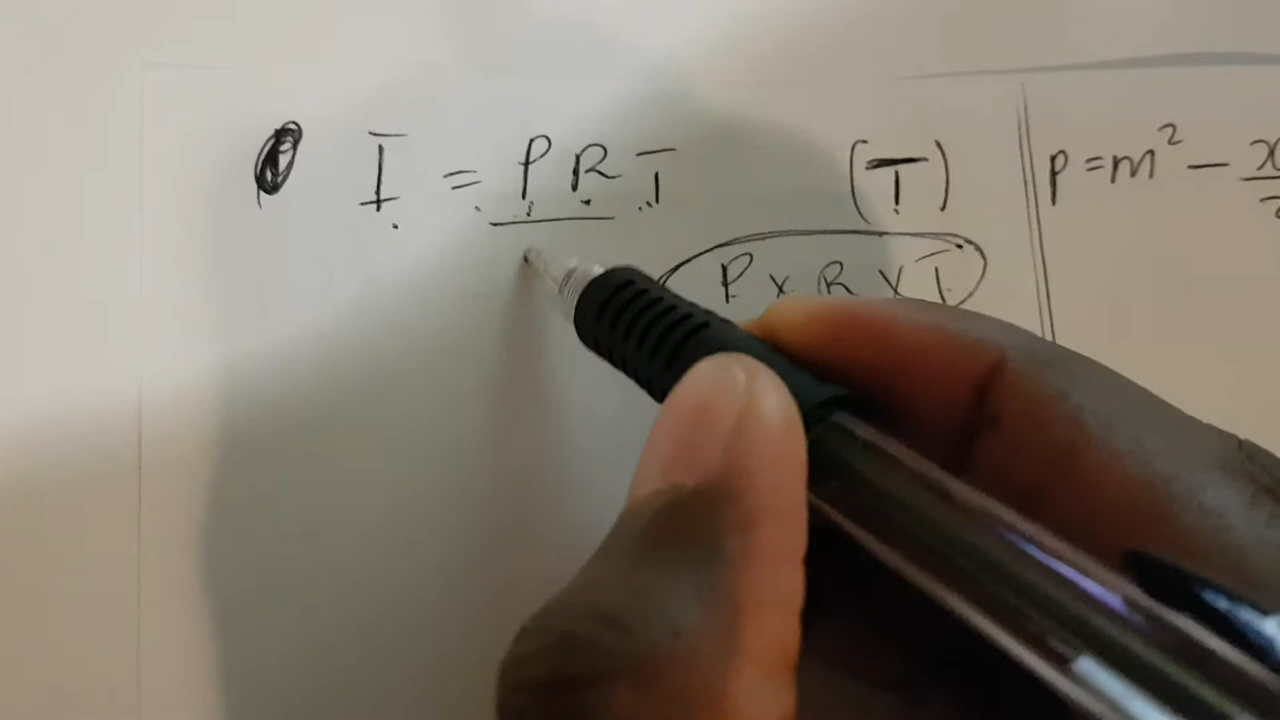 I = PRT (T)
P x R x T
p = m² -